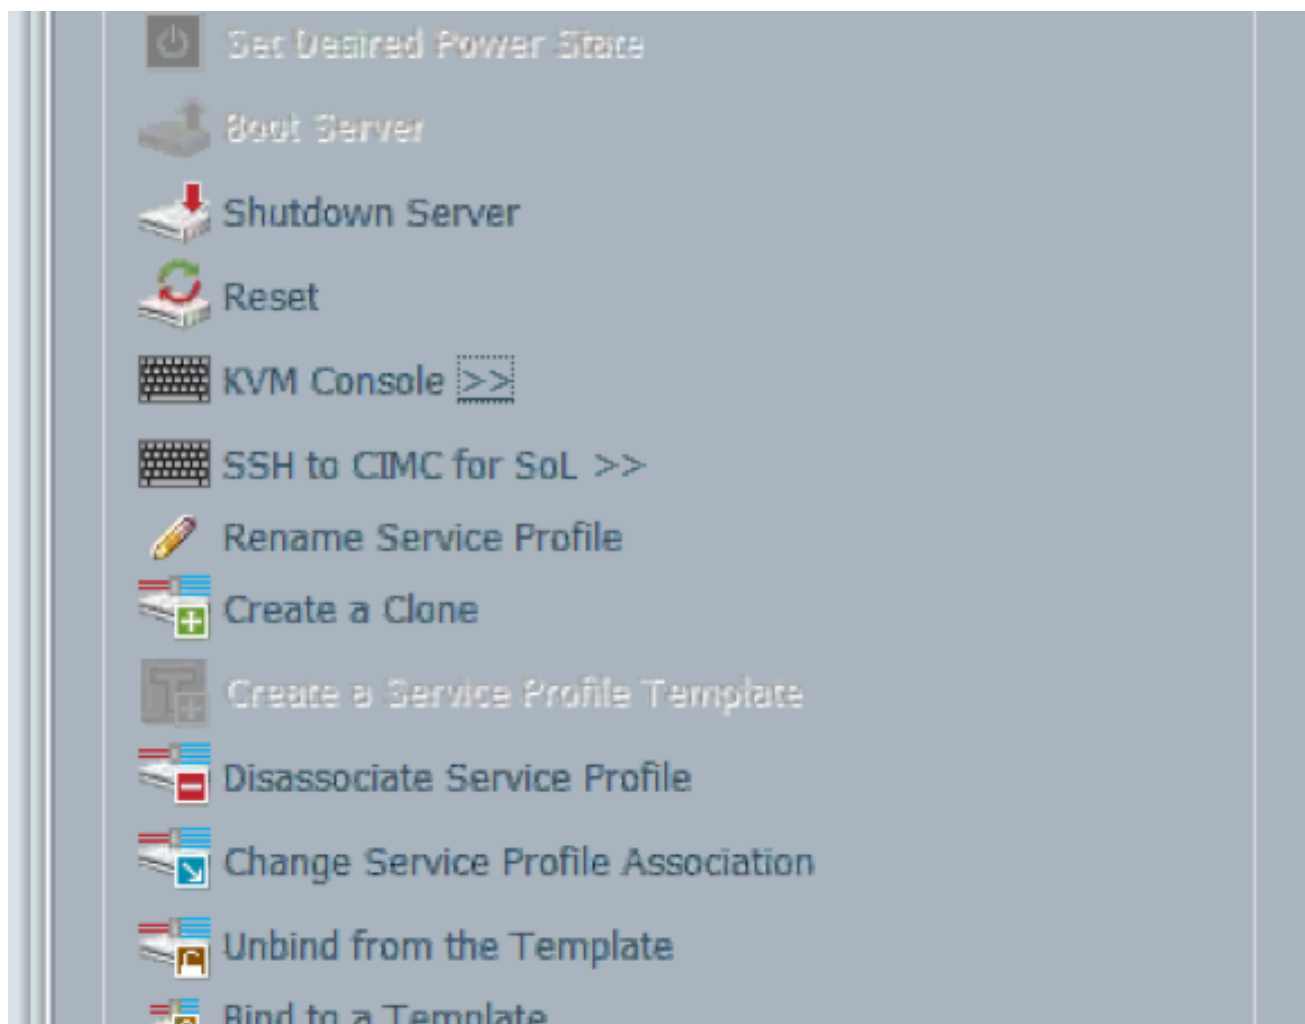 Set Desired Power State
Boot Server
Shutdown Server
Reset
KVM Console >>
SSH to CIMC for SoL >>
Rename Service Profile
Create a Clone
Create a Service Profile Template
Disassociate Service Profile
Change Service Profile Association
Unbind from the Template
Bind to a Template